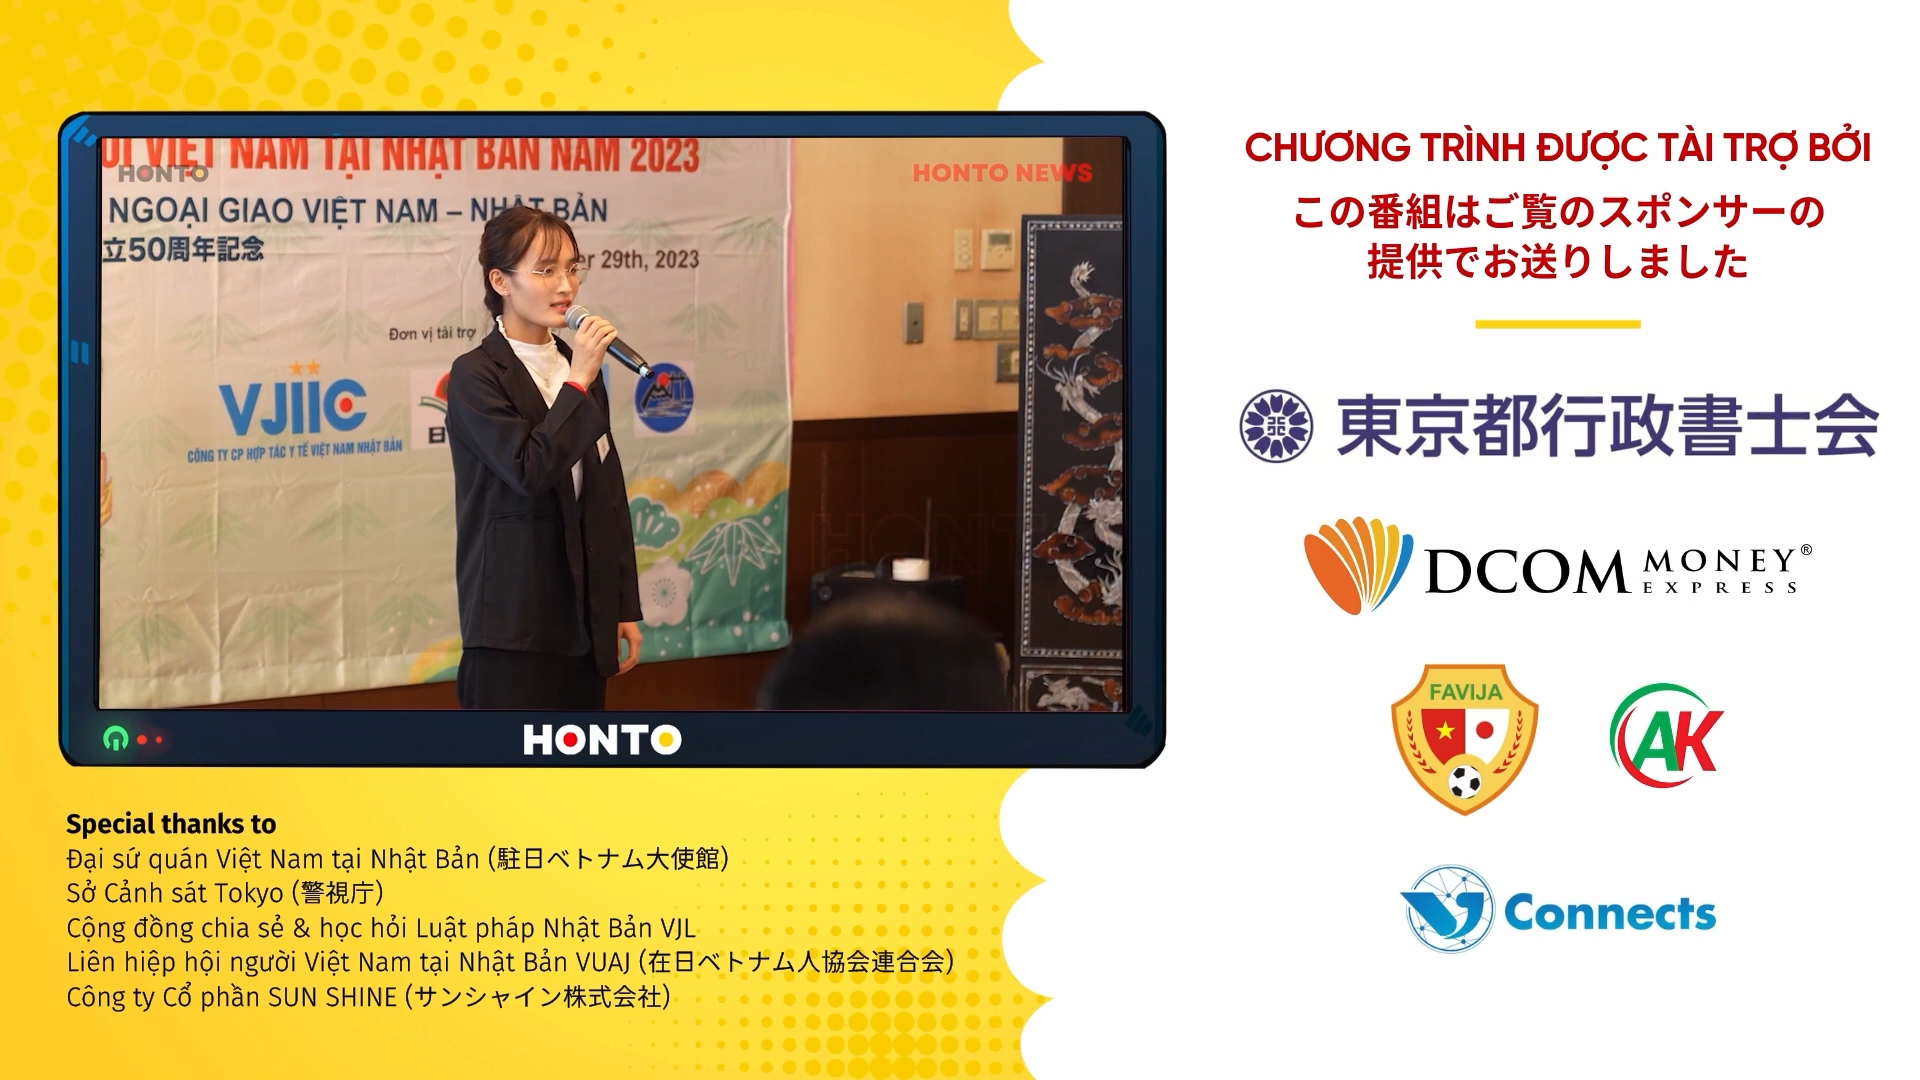 ỜI VIỆT NAM TẠI NHẬT BẢN NĂM 2023
HONTO
HONTO NEWS
NGOẠI GIAO VIỆT NAM – NHẬT BẢN
立50周年記念
er 29th, 2023
Đơn vị tài trợ
VJIIC
CÔNG TY CP HỢP TÁC Y TẾ VIỆT NAM NHẬT BẢN
日
HONTO
HONTO
Special thanks to
Đại sứ quán Việt Nam tại Nhật Bản (駐日ベトナム大使館)
Sở Cảnh sát Tokyo (警視庁)
Cộng đồng chia sẻ & học hỏi Luật pháp Nhật Bản VJL
Liên hiệp hội người Việt Nam tại Nhật Bản VUAJ (在日ベトナム人協会連合会)
Công ty Cổ phần SUN SHINE (サンシャイン株式会社)
CHƯƠNG TRÌNH ĐƯỢC TÀI TRỢ BỞI
この番組はご覧のスポンサーの
提供でお送りしました
東京都行政書士会
DCOM MONEY EXPRESS®
FAVIJA
AK
Connects